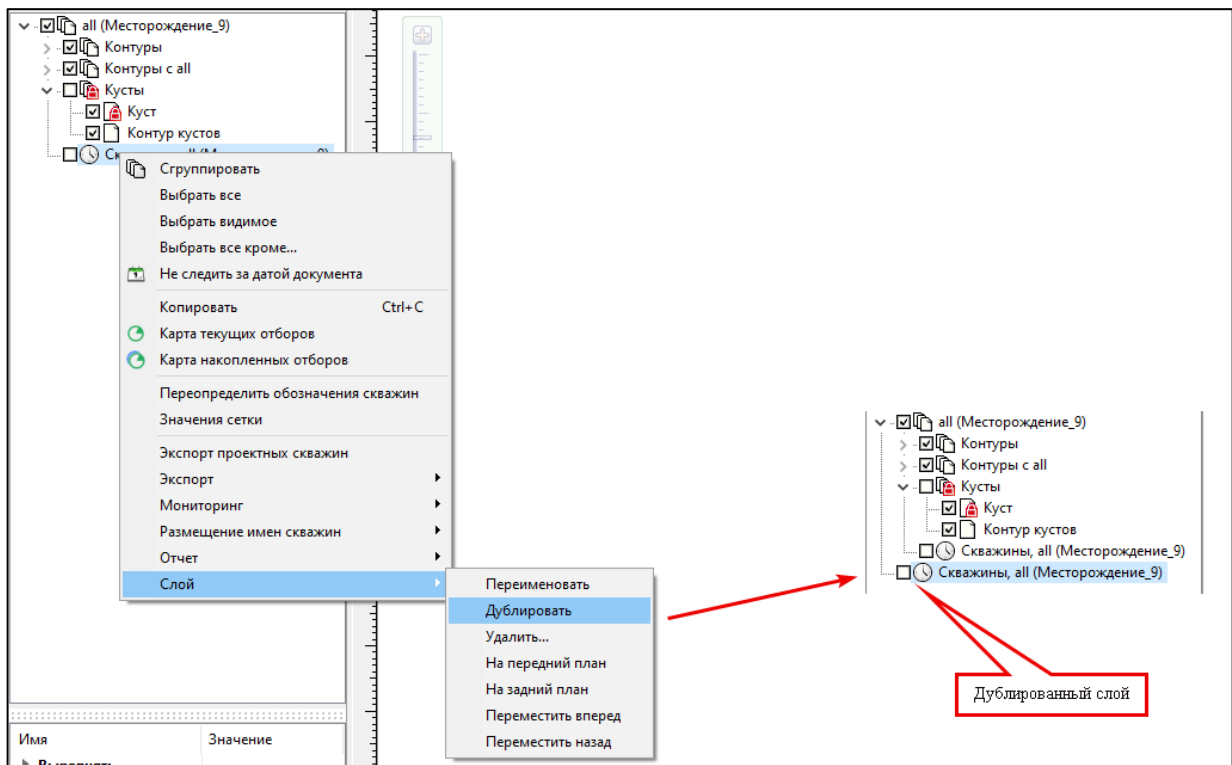 all (Месторождение_9)
Контуры
Контуры с all
Кусты
Куст
Контур кустов
Сгруппировать
Выбрать все
Выбрать видимое
Выбрать все кроме...
Не следить за датой документа
Копировать Ctrl+C
Карта текущих отборов
Карта накопленных отборов
Переопределить обозначения скважин
Значения сетки
Экспорт проектных скважин
Экспорт
Мониторинг
Размещение имен скважин
Отчет
Слой
Переименовать
Дублировать
Удалить...
На передний план
На задний план
Переместить вперед
Переместить назад
Имя Значение
all (Месторождение_9)
Контуры
Контуры с all
Кусты
Куст
Контур кустов
Скважины, all (Месторождение_9)
Скважины, all (Месторождение_9)
Дублированный слой